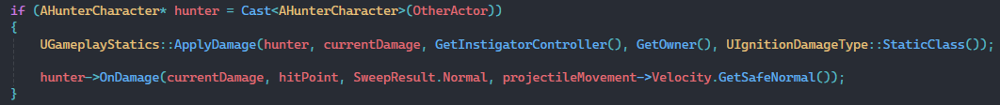 if (AHunterCharacter* hunter = Cast<AHunterCharacter>(OtherActor))
{
UGameplayStatics::ApplyDamage(hunter, currentDamage, GetInstigatorController(), GetOwner(), UIgnitionDamageType::StaticClass());
hunter->OnDamage(currentDamage, hitPoint, SweepResult.Normal, projectileMovement->Velocity.GetSafeNormal());
}